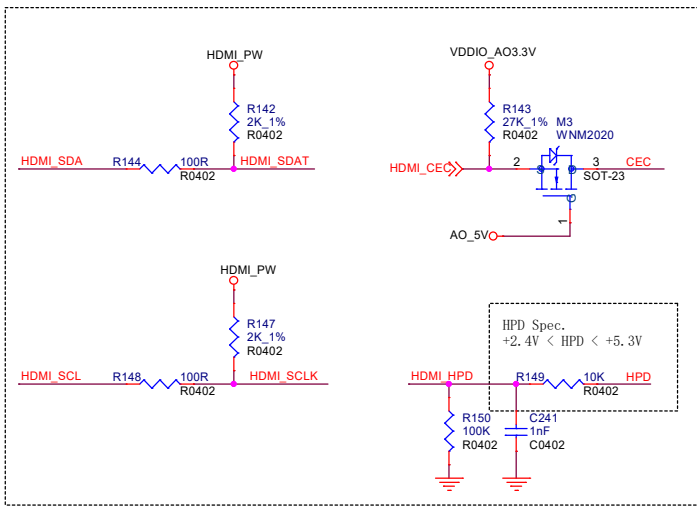 HDMI_PW
R142
2K_1%
R0402
HDMI_SDA
R144
100R
R0402
HDMI_SDAT
VDDIO_AO3.3V
R143
27K_1%
R0402
M3
WNM2020
HDMI_CEC
2
3
CEC
SOT-23
1
AO_5V
HDMI_PW
R147
2K_1%
R0402
HDMI_SCL
R148
100R
R0402
HDMI_SCLK
HPD Spec.
+2.4V < HPD < +5.3V
HDMI_HPD
R149
10K
R0402
HPD
R150
100K
R0402
C241
1nF
C0402